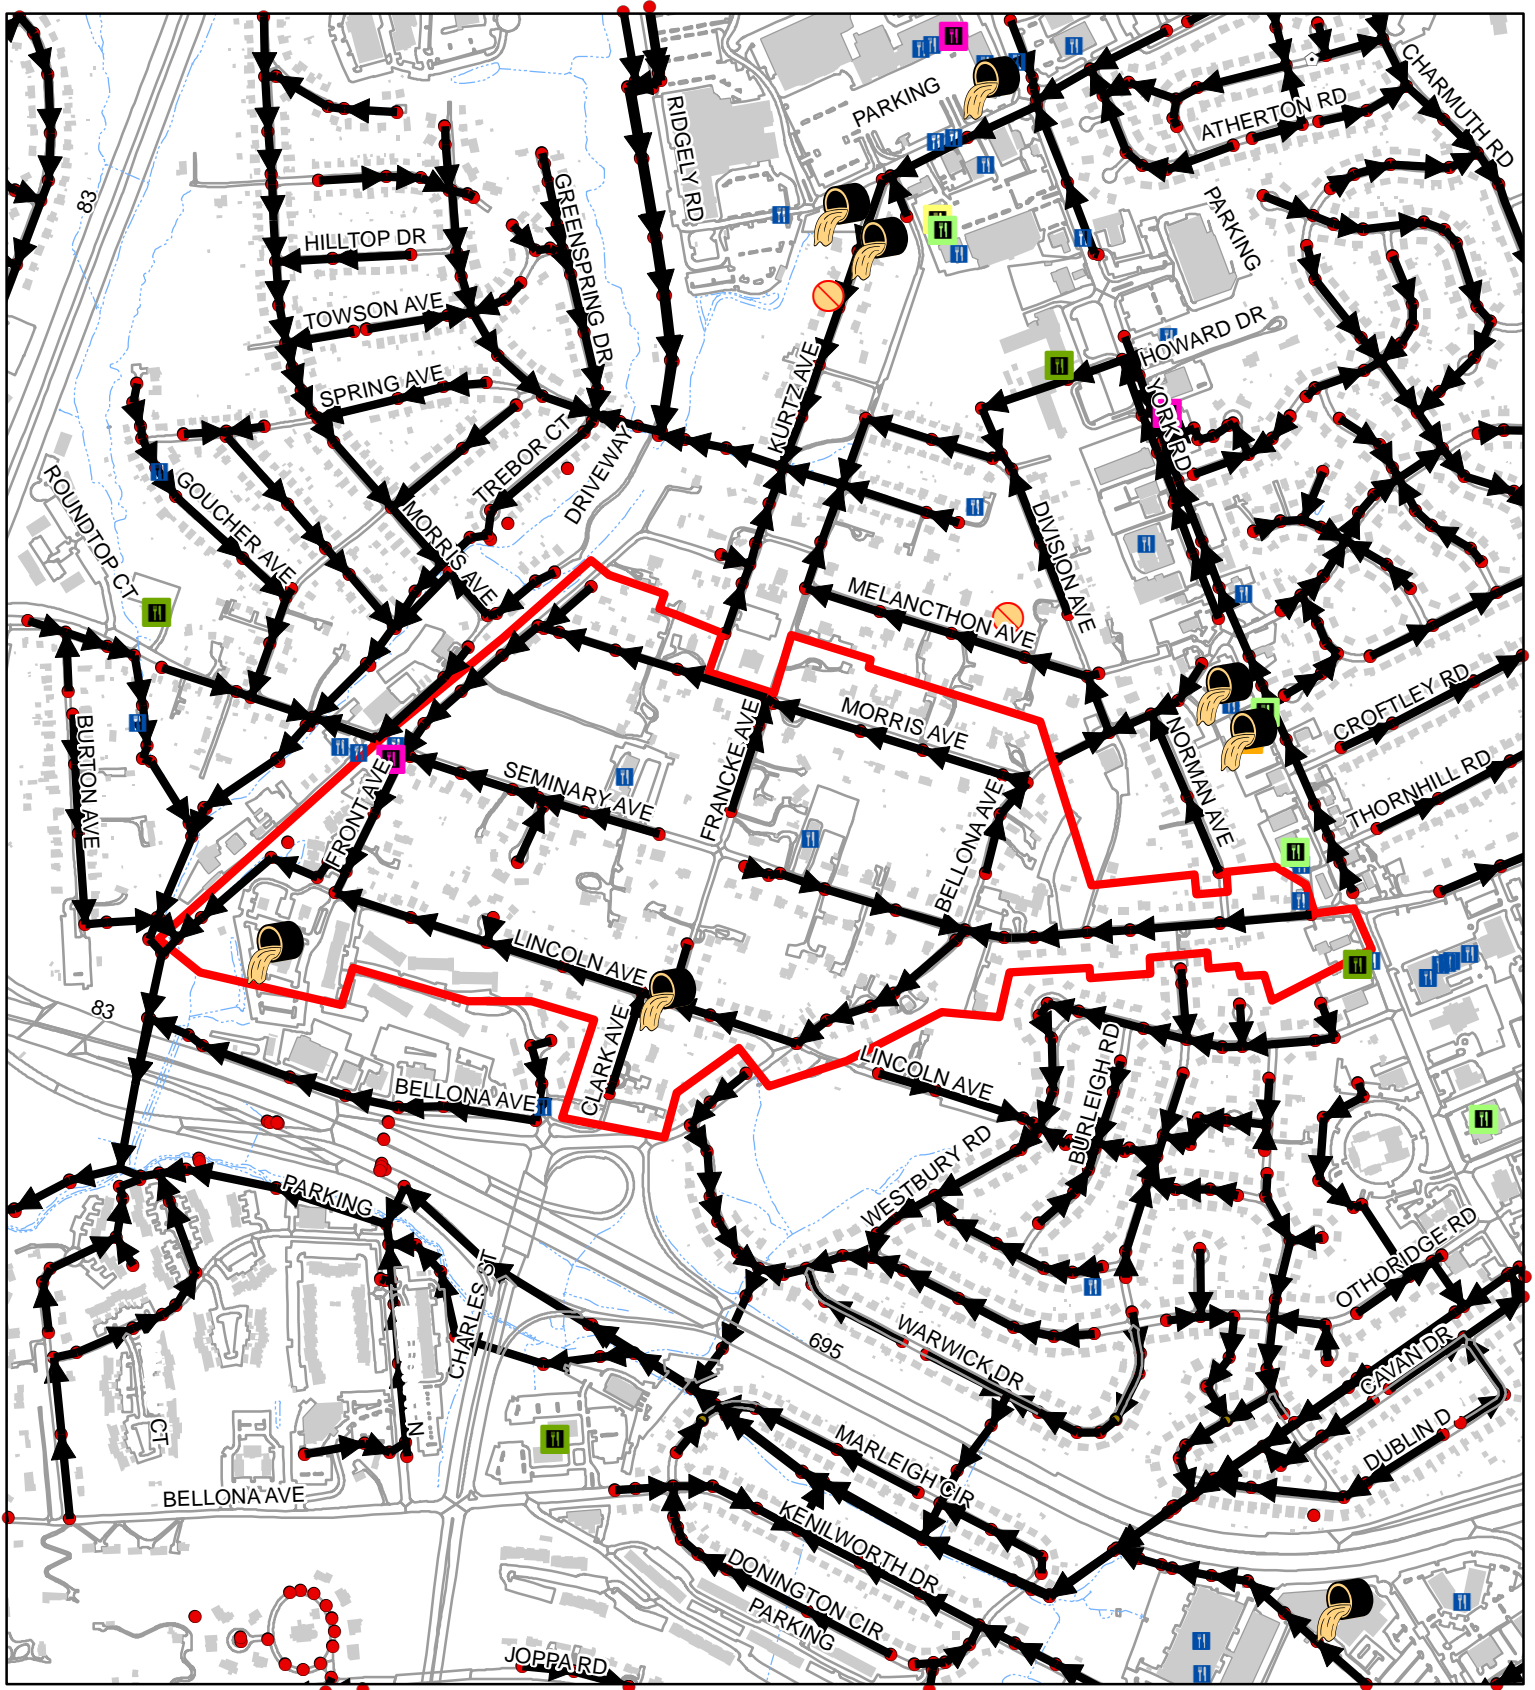 CHARMUTH RD
PARKING
RIDGELY RD
ATHERTON RD
83
GREENSPRING DR
PARKING
HILLTOP DR
TOWSON AVE
HOWARD DR
SPRING AVE
KURTZ AVE
YORK RD
TREBOR CT
DRIVEWAY
ROUNDTOP CT
GOUCHER AVE
MORRIS AVE
DIVISION AVE
MELANCTHON AVE
CROFTLEY RD
BURTON AVE
MORRIS AVE
NORMAN AVE
THORNHILL RD
SEMINARY AVE
FRANCKE AVE
FRONT AVE
BELLONA AVE
LINCOLN AVE
83
CLARK AVE
LINCOLN AVE
BURLEIGH RD
BELLONA AVE
WESTBURY RD
PARKING
OTHORIDGE RD
CHARLES ST
WARWICK DR
695
CAVAN DR
CT
N
DUBLIN D
MARLEIGH CIR
BELLONA AVE
KENILWORTH DR
DONINGTON CIR
PARKING
JOPPA RD